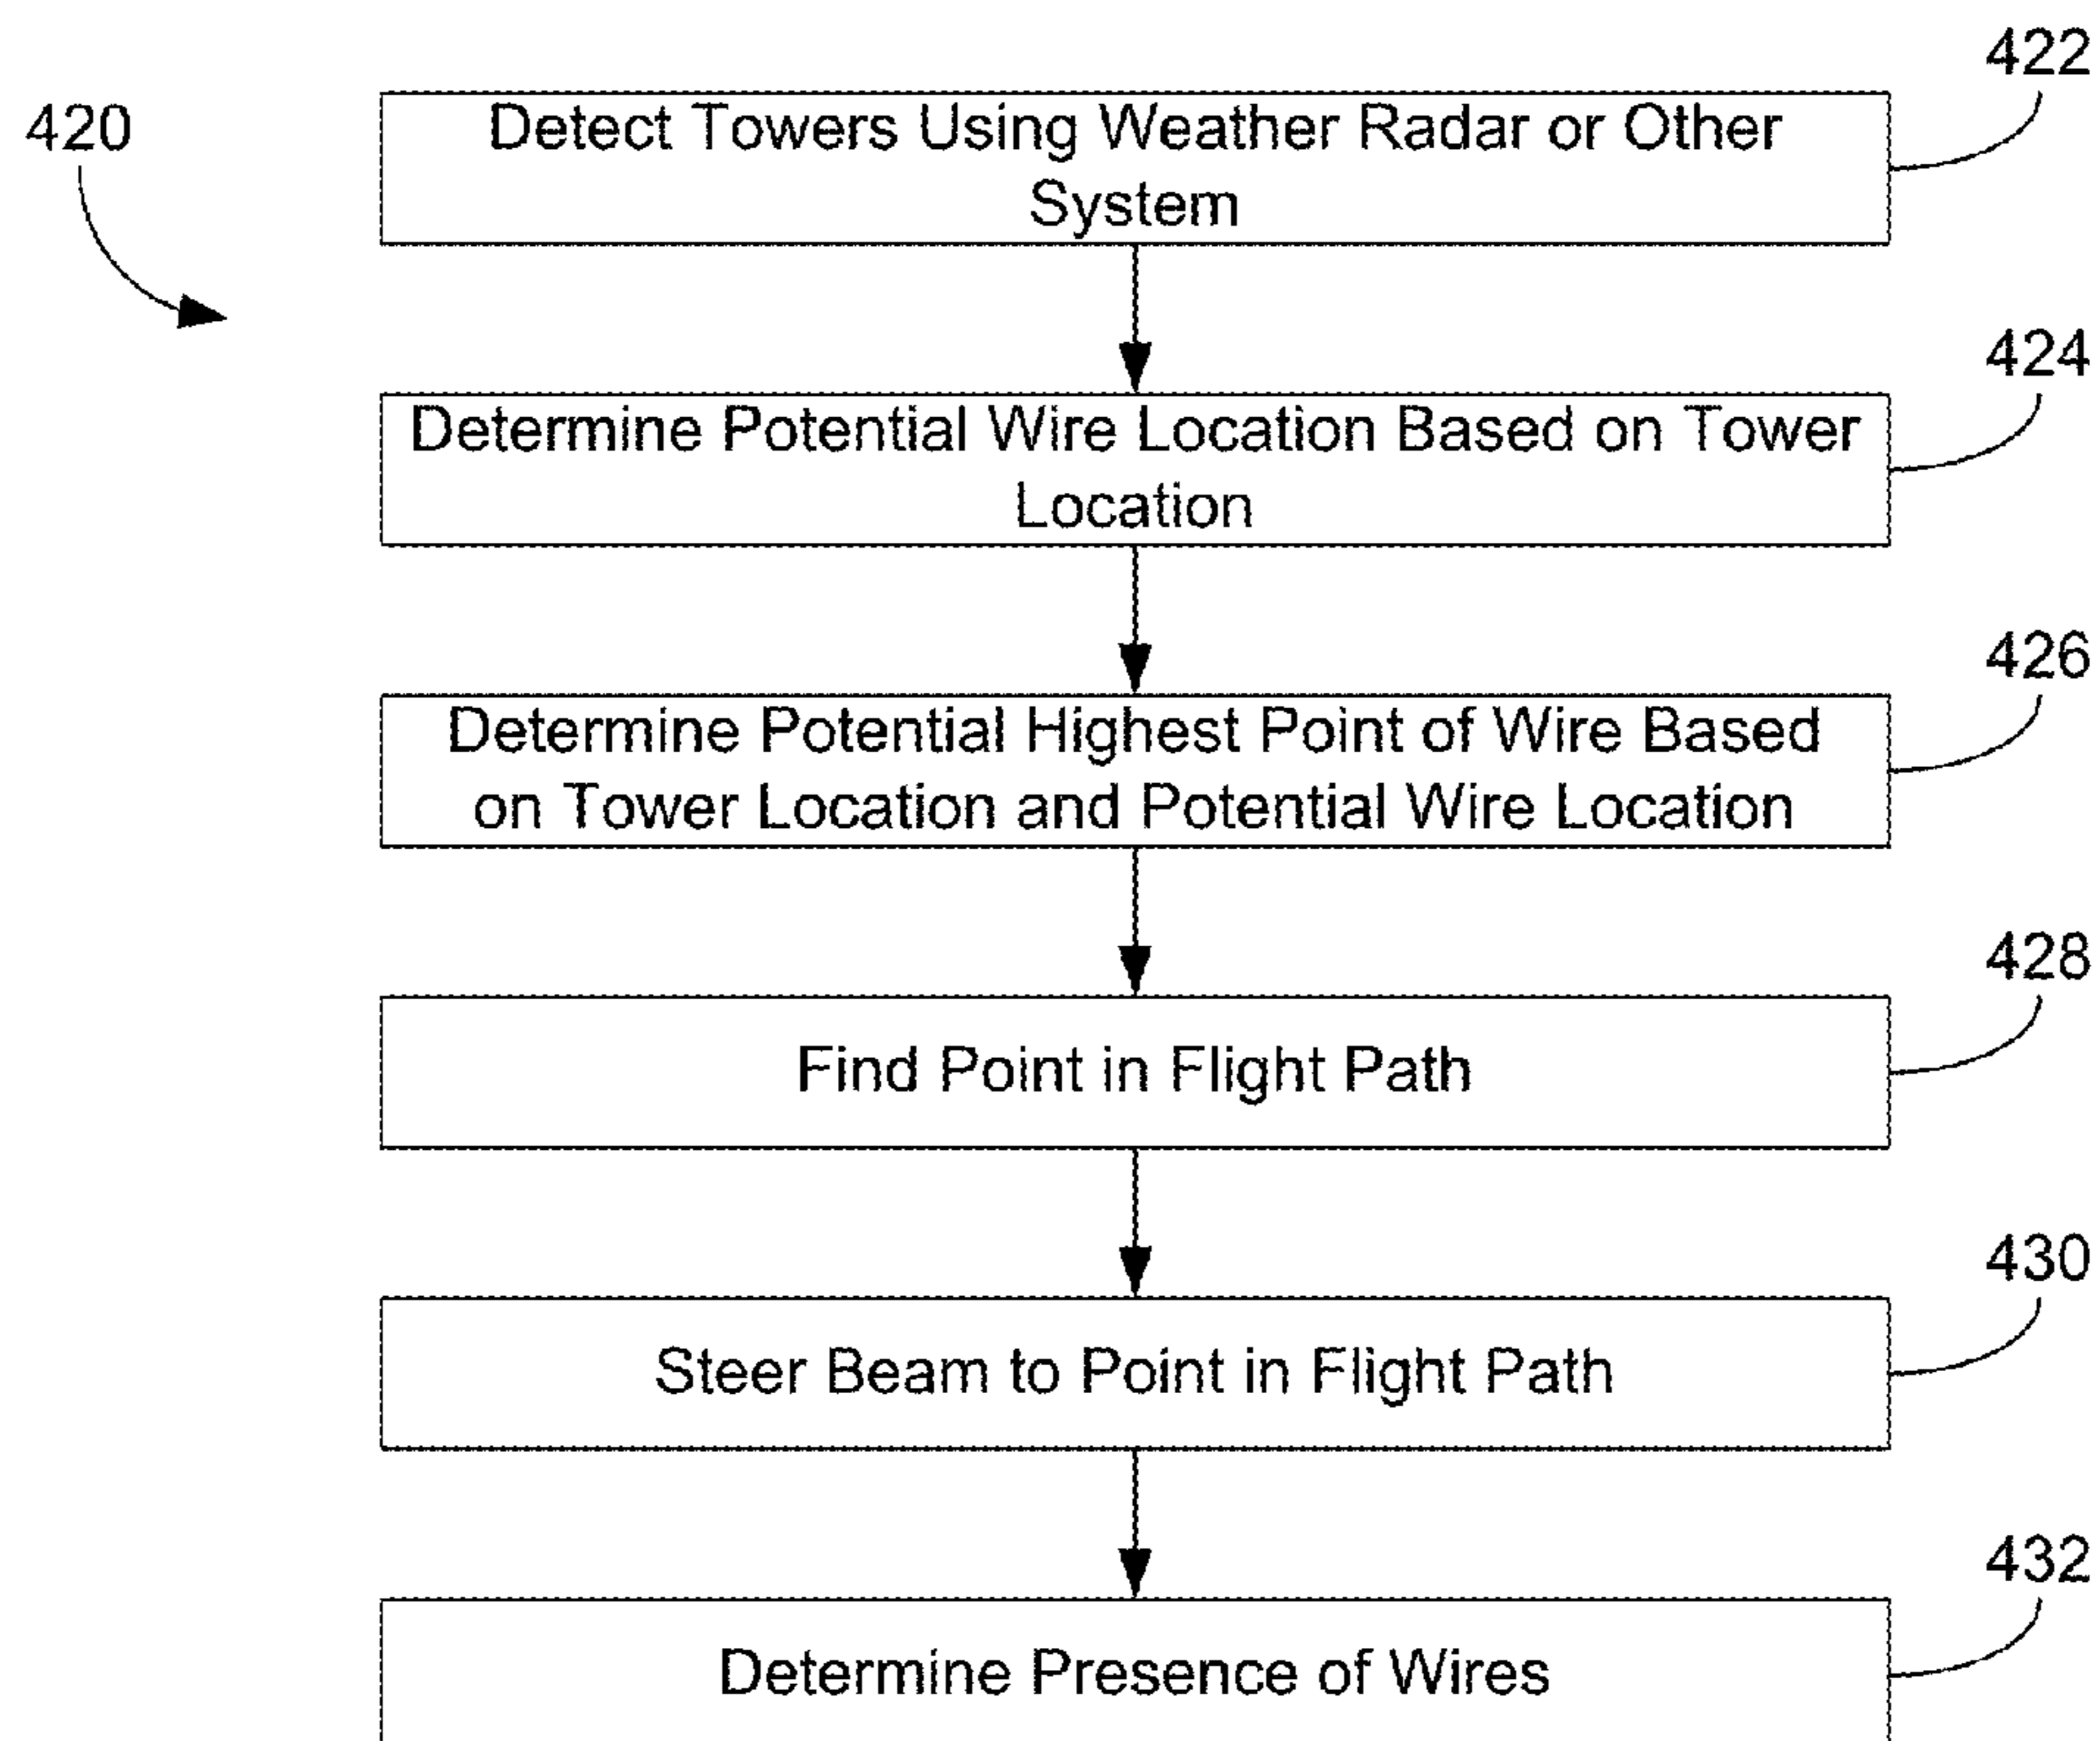 422
420
Detect Towers Using Weather Radar or Other
System
424
Determine Potential Wire Location Based on Tower
Location
426
Determine Potential Highest Point of Wire Based
on Tower Location and Potential Wire Location
428
Find Point in Flight Path
430
Steer Beam to Point in Flight Path
432
Determine Presence of Wires